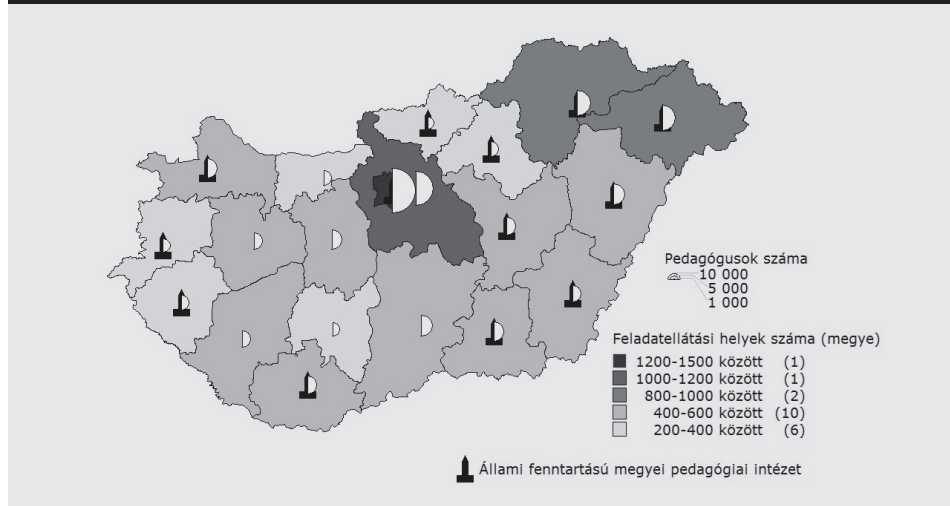 Pedagógusok száma
10 000
5 000
1 000
Feladatellátási helyek száma (megye)
1200-1500 között (1)
1000-1200 között (1)
800-1000 között (2)
400-600 között (10)
200-400 között (6)
Állami fenntartású megyei pedagógiai intézet